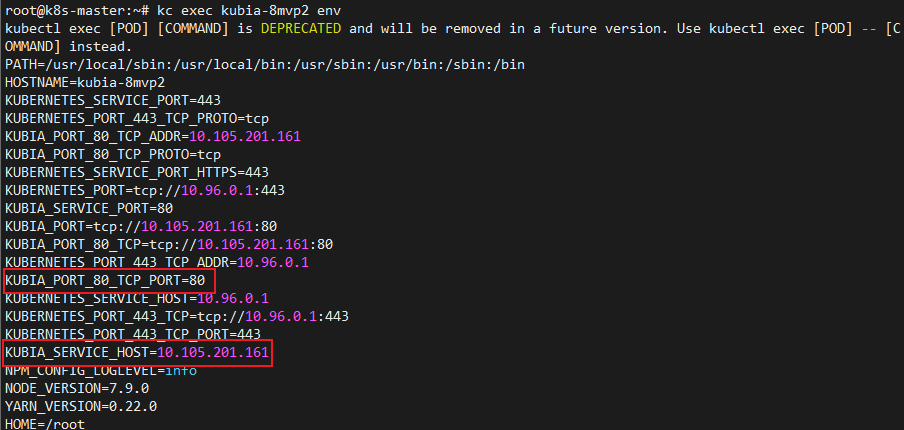 root@k8s-master:~# kc exec kubia-8mvp2 env
kubectl exec [POD] [COMMAND] is DEPRECATED and will be removed in a future version. Use kubectl exec [POD] -- [C
OMMAND] instead.
PATH=/usr/local/sbin:/usr/local/bin:/usr/sbin:/usr/bin:/sbin:/bin
HOSTNAME=kubia-8mvp2
KUBERNETES_SERVICE_PORT=443
KUBERNETES_PORT_443_TCP_PROTO=tcp
KUBIA_PORT_80_TCP_ADDR=10.105.201.161
KUBIA_PORT_80_TCP_PROTO=tcp
KUBERNETES_SERVICE_PORT_HTTPS=443
KUBERNETES_PORT=tcp://10.96.0.1:443
KUBIA_SERVICE_PORT=80
KUBIA_PORT=tcp://10.105.201.161:80
KUBIA_PORT_80_TCP=tcp://10.105.201.161:80
KUBERNETES_PORT_443_TCP_ADDR=10.96.0.1
KUBIA_PORT_80_TCP_PORT=80
KUBERNETES_SERVICE_HOST=10.96.0.1
KUBERNETES_PORT_443_TCP=tcp://10.96.0.1:443
KUBERNETES_PORT_443_TCP_PORT=443
KUBIA_SERVICE_HOST=10.105.201.161
NPM_CONFIG_LOGLEVEL=info
NODE_VERSION=7.9.0
YARN_VERSION=0.22.0
HOME=/root